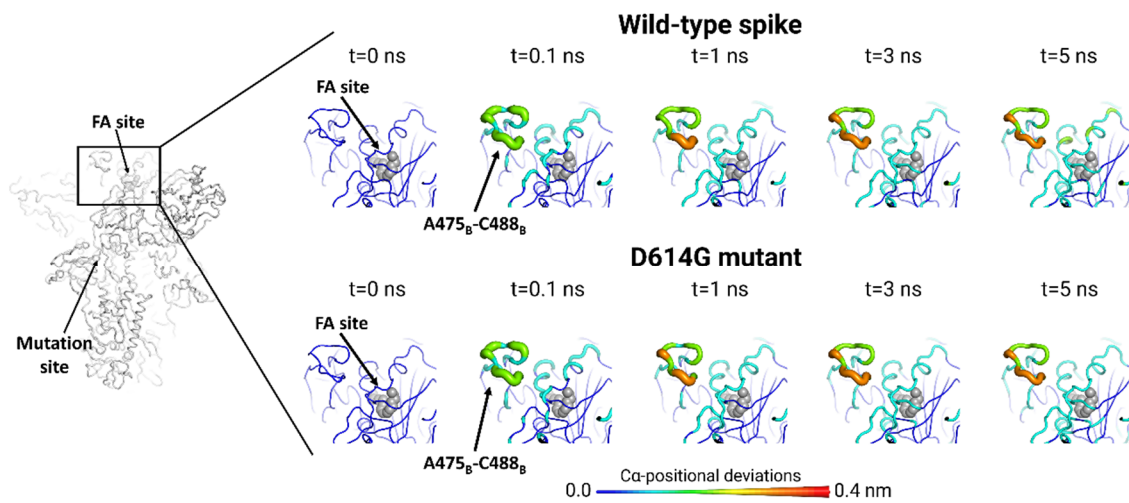 Wild-type spike
t=0 ns t=0.1 ns t=1 ns t=3 ns t=5 ns
FA site
FA site
A475B-C488B
Mutation
site
D614G mutant
t=0 ns t=0.1 ns t=1 ns t=3 ns t=5 ns
FA site
A475B-C488B
Cα-positional deviations
0.0 0.4 nm